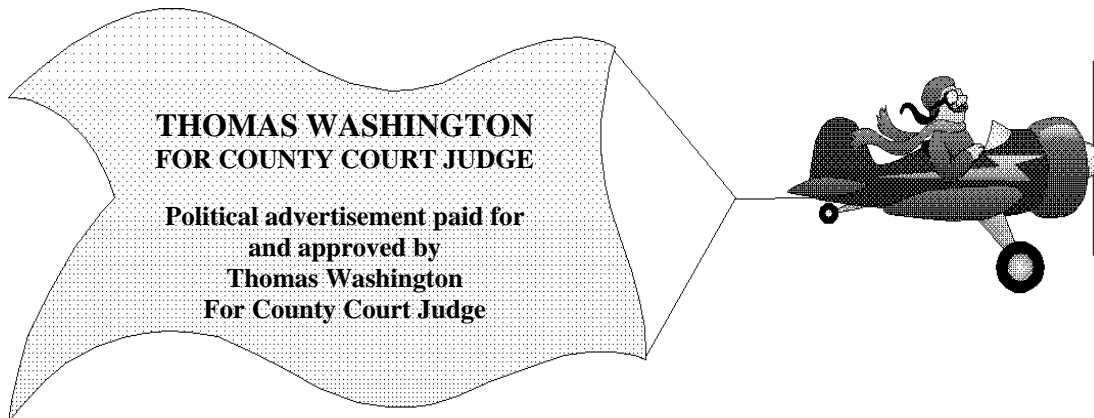 THOMAS WASHINGTON
FOR COUNTY COURT JUDGE
Political advertisement paid for
and approved by
Thomas Washington
For County Court Judge